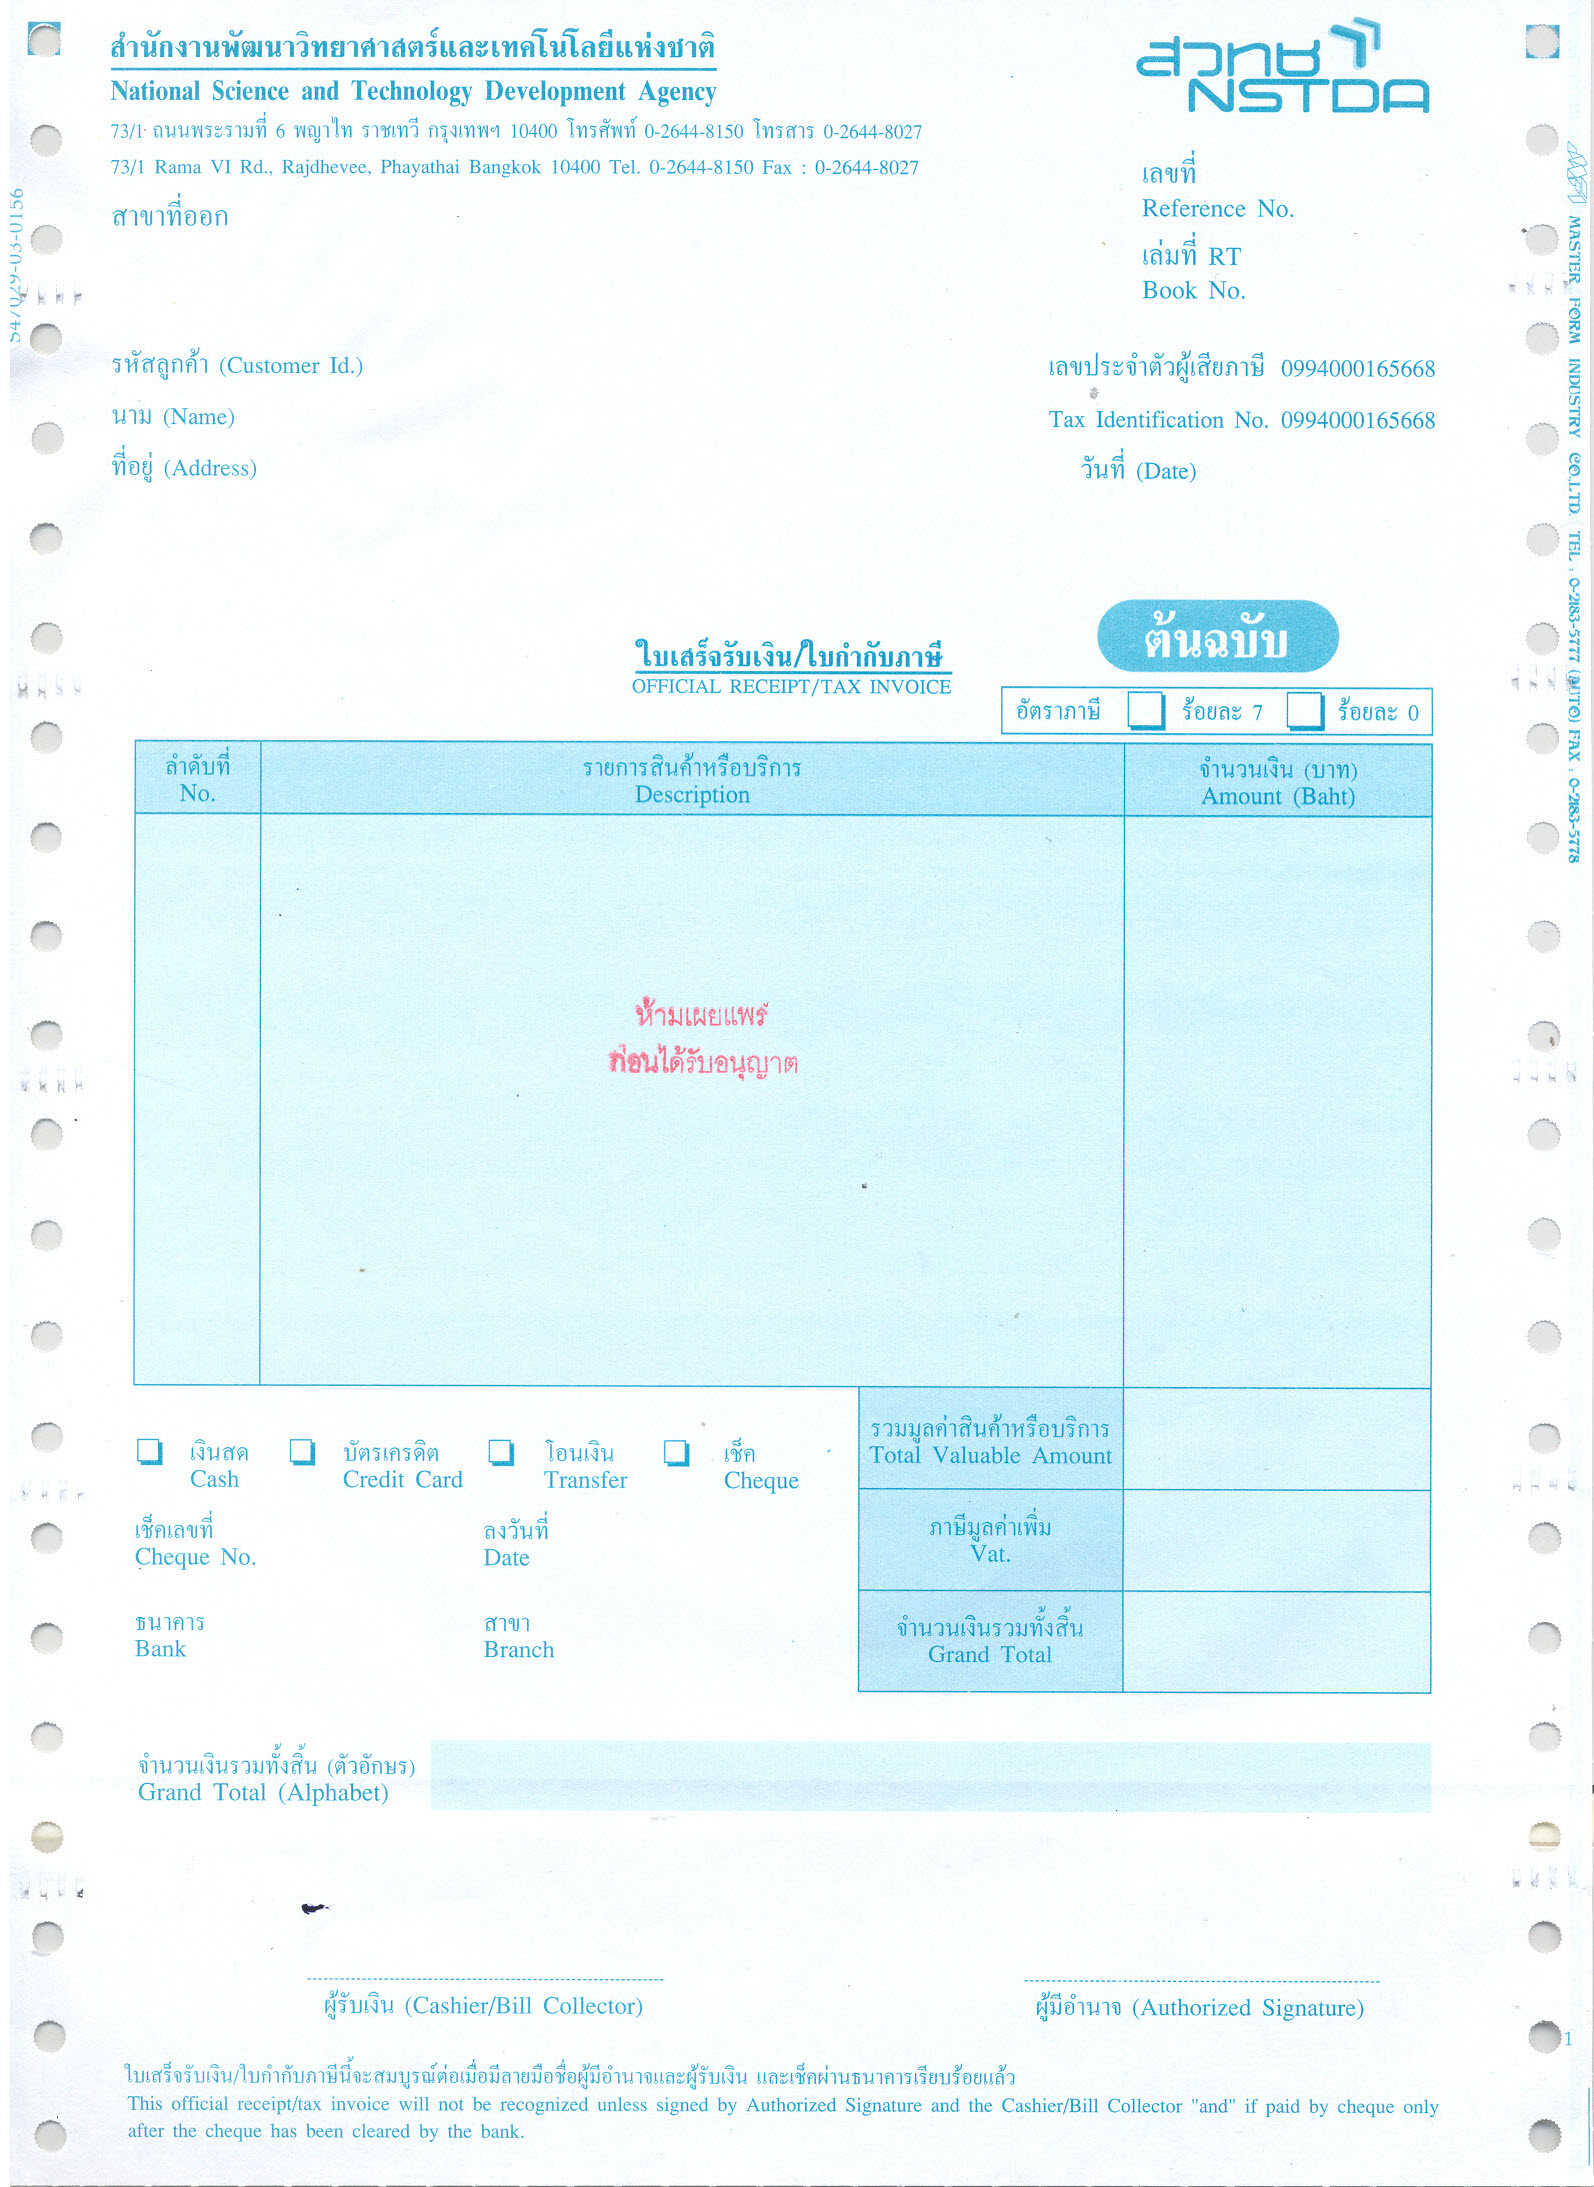 สำนักงานพัฒนาวิทยาศาสตร์และเทคโนโลยีแห่งชาติ
National Science and Technology Development Agency
73/1 ถนนพระรามที่ 6 พญาไท ราชเทวี กรุงเทพฯ 10400 โทรศัพท์ 0-2644-8150 โทรสาร 0-2644-8027
73/1 Rama VI Rd., Rajdhevee, Phayathai Bangkok 10400 Tel. 0-2644-8150 Fax : 0-2644-8027
สาขาที่ออก
สวทช
NSTDA
เลขที่
Reference No.
เล่มที่ RT
Book No.
S47029-03-0156
MASTER FORM INDUSTRY CO.,LTD. TEL . 0-2183-5777 (AUTO) FAX . 0-2183-5778
รหัสลูกค้า (Customer Id.)
นาม (Name)
ที่อยู่ (Address)
เลขประจำตัวผู้เสียภาษี 0994000165668
Tax Identification No. 0994000165668
วันที่ (Date)
ต้นฉบับ
ใบเสร็จรับเงิน/ใบกำกับภาษี
OFFICIAL RECEIPT/TAX INVOICE
อัตราภาษี ร้อยละ 7 ร้อยละ 0
ลำดับที่ รายการสินค้าหรือบริการ จำนวนเงิน (บาท)
No. Description Amount (Baht)
ห้ามเผยแพร่
ก่อนได้รับอนุญาต
รวมมูลค่าสินค้าหรือบริการ
Total Valuable Amount
เงินสด บัตรเครดิต โอนเงิน เช็ค
Cash Credit Card Transfer Cheque
เช็คเลขที่ ลงวันที่
Cheque No. Date
ภาษีมูลค่าเพิ่ม
Vat.
ธนาคาร สาขา
Bank Branch
จำนวนเงินรวมทั้งสิ้น
Grand Total
จำนวนเงินรวมทั้งสิ้น (ตัวอักษร)
Grand Total (Alphabet)
ผู้รับเงิน (Cashier/Bill Collector) ผู้มีอำนาจ (Authorized Signature)
1
ใบเสร็จรับเงิน/ใบกำกับภาษีนี้จะสมบูรณ์ต่อเมื่อมีลายมือชื่อผู้มีอำนาจและผู้รับเงิน และเช็คผ่านธนาคารเรียบร้อยแล้ว
This official receipt/tax invoice will not be recognized unless signed by Authorized Signature and the Cashier/Bill Collector "and" if paid by cheque only
after the cheque has been cleared by the bank.